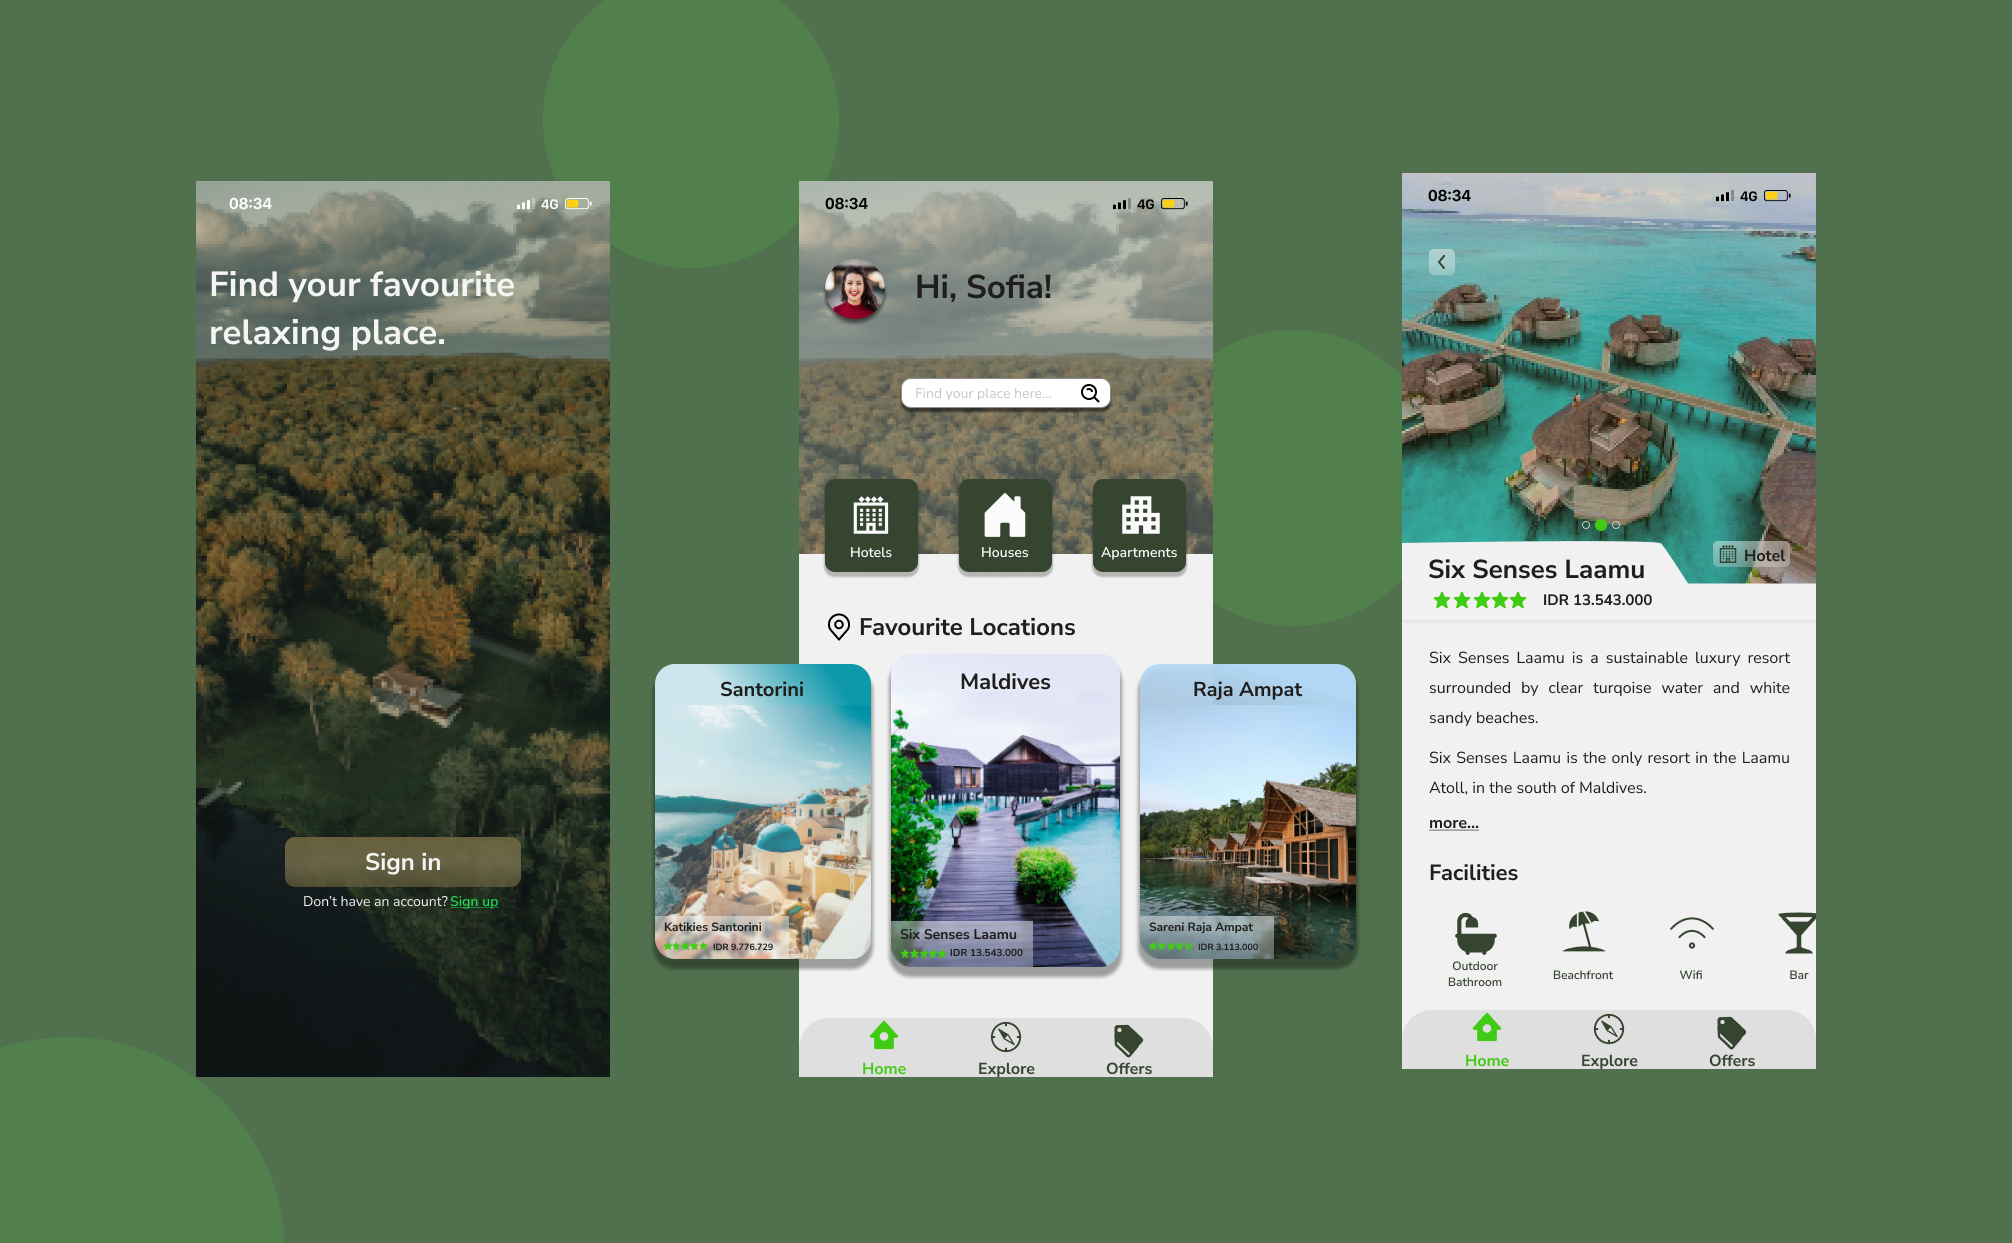 08:34
4G
Find your favourite
relaxing place.
Sign in
Don't have an account? Sign up
08:34
4G
Hi, Sofia!
Find your place here...
Hotels
Houses
Apartments
Favourite Locations
Santorini
Katikies Santorini
IDR 9.776.729
Maldives
Six Senses Laamu
IDR 13.543.000
Raja Ampat
Sareni Raja Ampat
IDR 3.113.000
Home
Explore
Offers
08:34
4G
Hotel
Six Senses Laamu
IDR 13.543.000
Six Senses Laamu is a sustainable luxury resort
surrounded by clear turqoise water and white
sandy beaches.
Six Senses Laamu is the only resort in the Laamu
Atoll, in the south of Maldives.
more...
Facilities
Outdoor
Bathroom
Beachfront
Wifi
Bar
Home
Explore
Offers